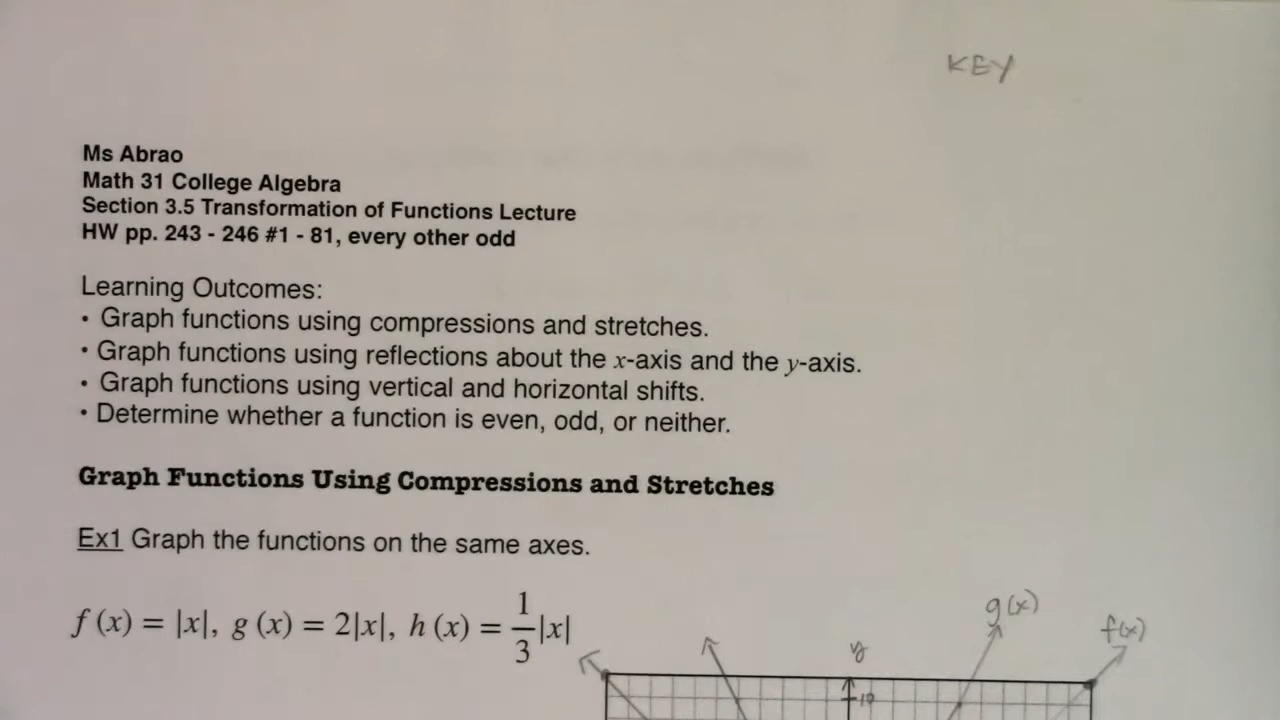 KEY
Ms Abrao
Math 31 College Algebra
Section 3.5 Transformation of Functions Lecture
HW pp. 243 - 246 #1 - 81, every other odd
Learning Outcomes:
• Graph functions using compressions and stretches.
• Graph functions using reflections about the x-axis and the y-axis.
• Graph functions using vertical and horizontal shifts.
• Determine whether a function is even, odd, or neither.
Graph Functions Using Compressions and Stretches
Ex1 Graph the functions on the same axes.
f (x) = |x|, g (x) = 2|x|, h (x) = 1/3|x|
g(x)
f(x)
y
10